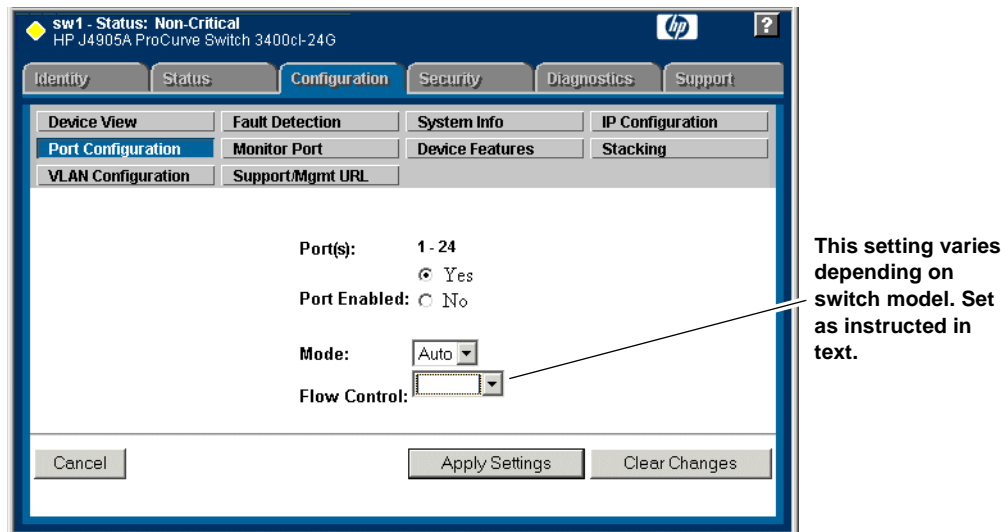 sw1 - Status: Non-Critical
HP J4905A ProCurve Switch 3400cl-24G
hp
?
Identity Status Configuration Security Diagnostics Support
Device View Fault Detection System Info IP Configuration
Port Configuration Monitor Port Device Features Stacking
VLAN Configuration Support/Mgmt URL
Port(s): 1 - 24
Yes
Port Enabled: No
Mode: Auto
Flow Control:
Cancel Apply Settings Clear Changes
This setting varies
depending on
switch model. Set
as instructed in
text.